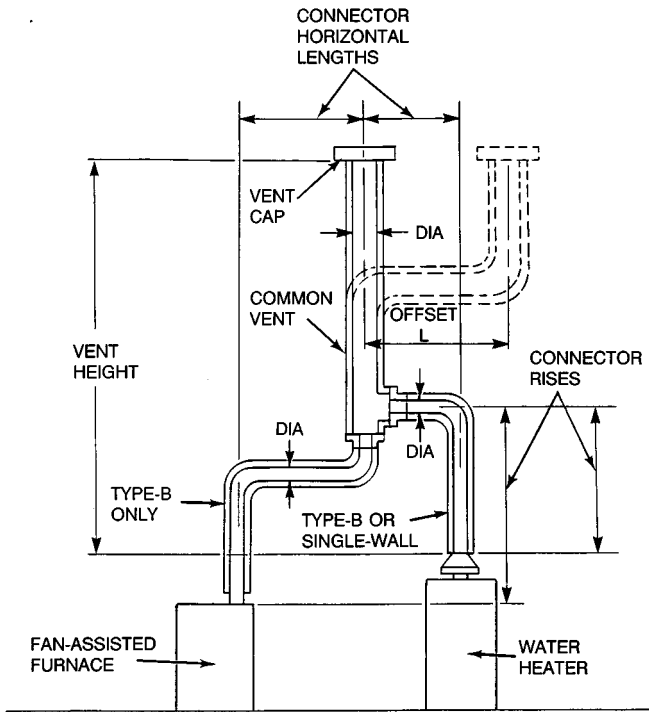 CONNECTOR
HORIZONTAL
LENGTHS
VENT
CAP
DIA
COMMON
VENT
OFFSET
L
VENT
HEIGHT
CONNECTOR
RISES
DIA
DIA
TYPE-B
ONLY
TYPE-B OR
SINGLE-WALL
FAN-ASSISTED
FURNACE
WATER
HEATER